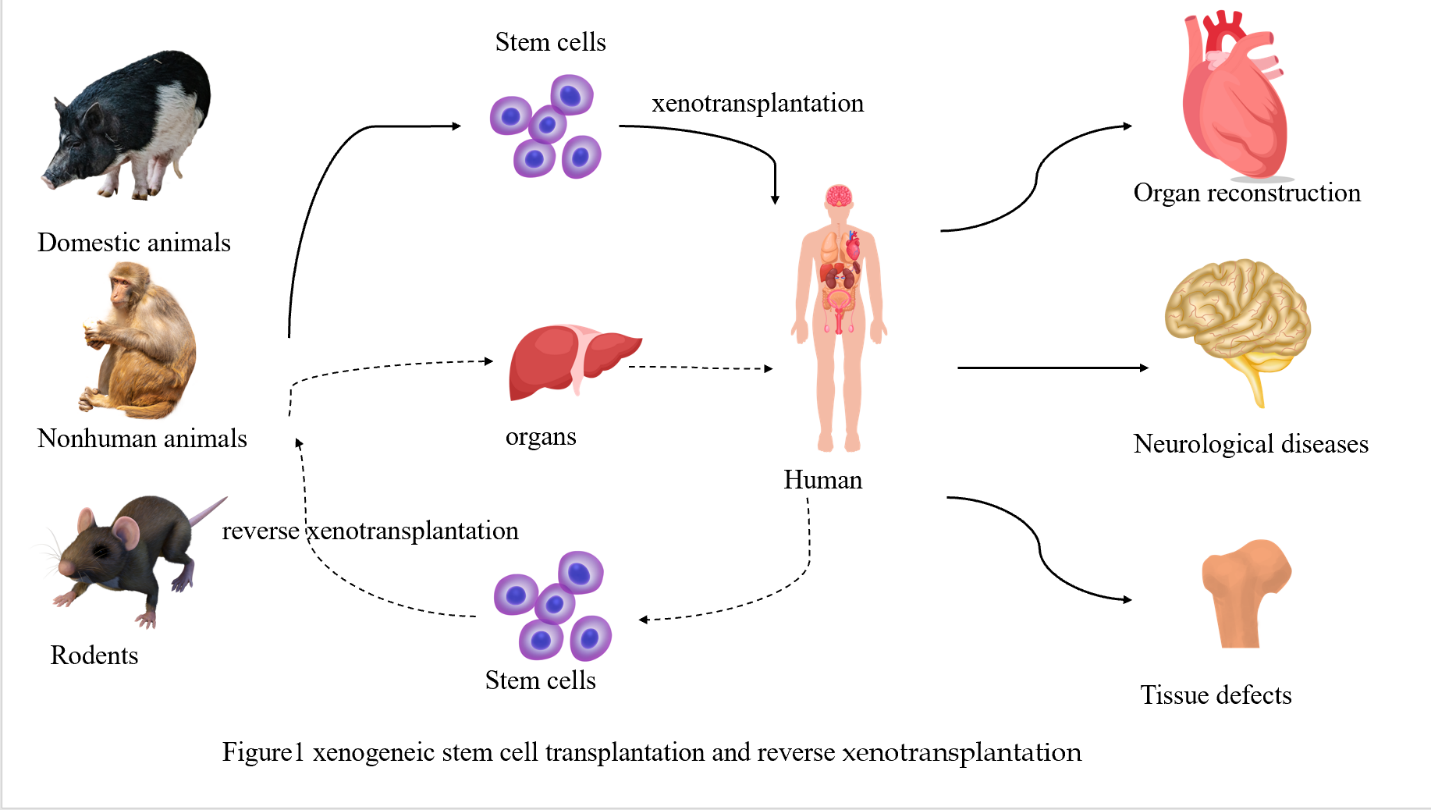 Stem cells
xenotransplantation
Organ reconstruction
Domestic animals
Nonhuman animals
organs
Neurological diseases
Human
reverse xenotransplantation
Rodents
Stem cells
Tissue defects
Figure1 xenogeneic stem cell transplantation and reverse xenotransplantation